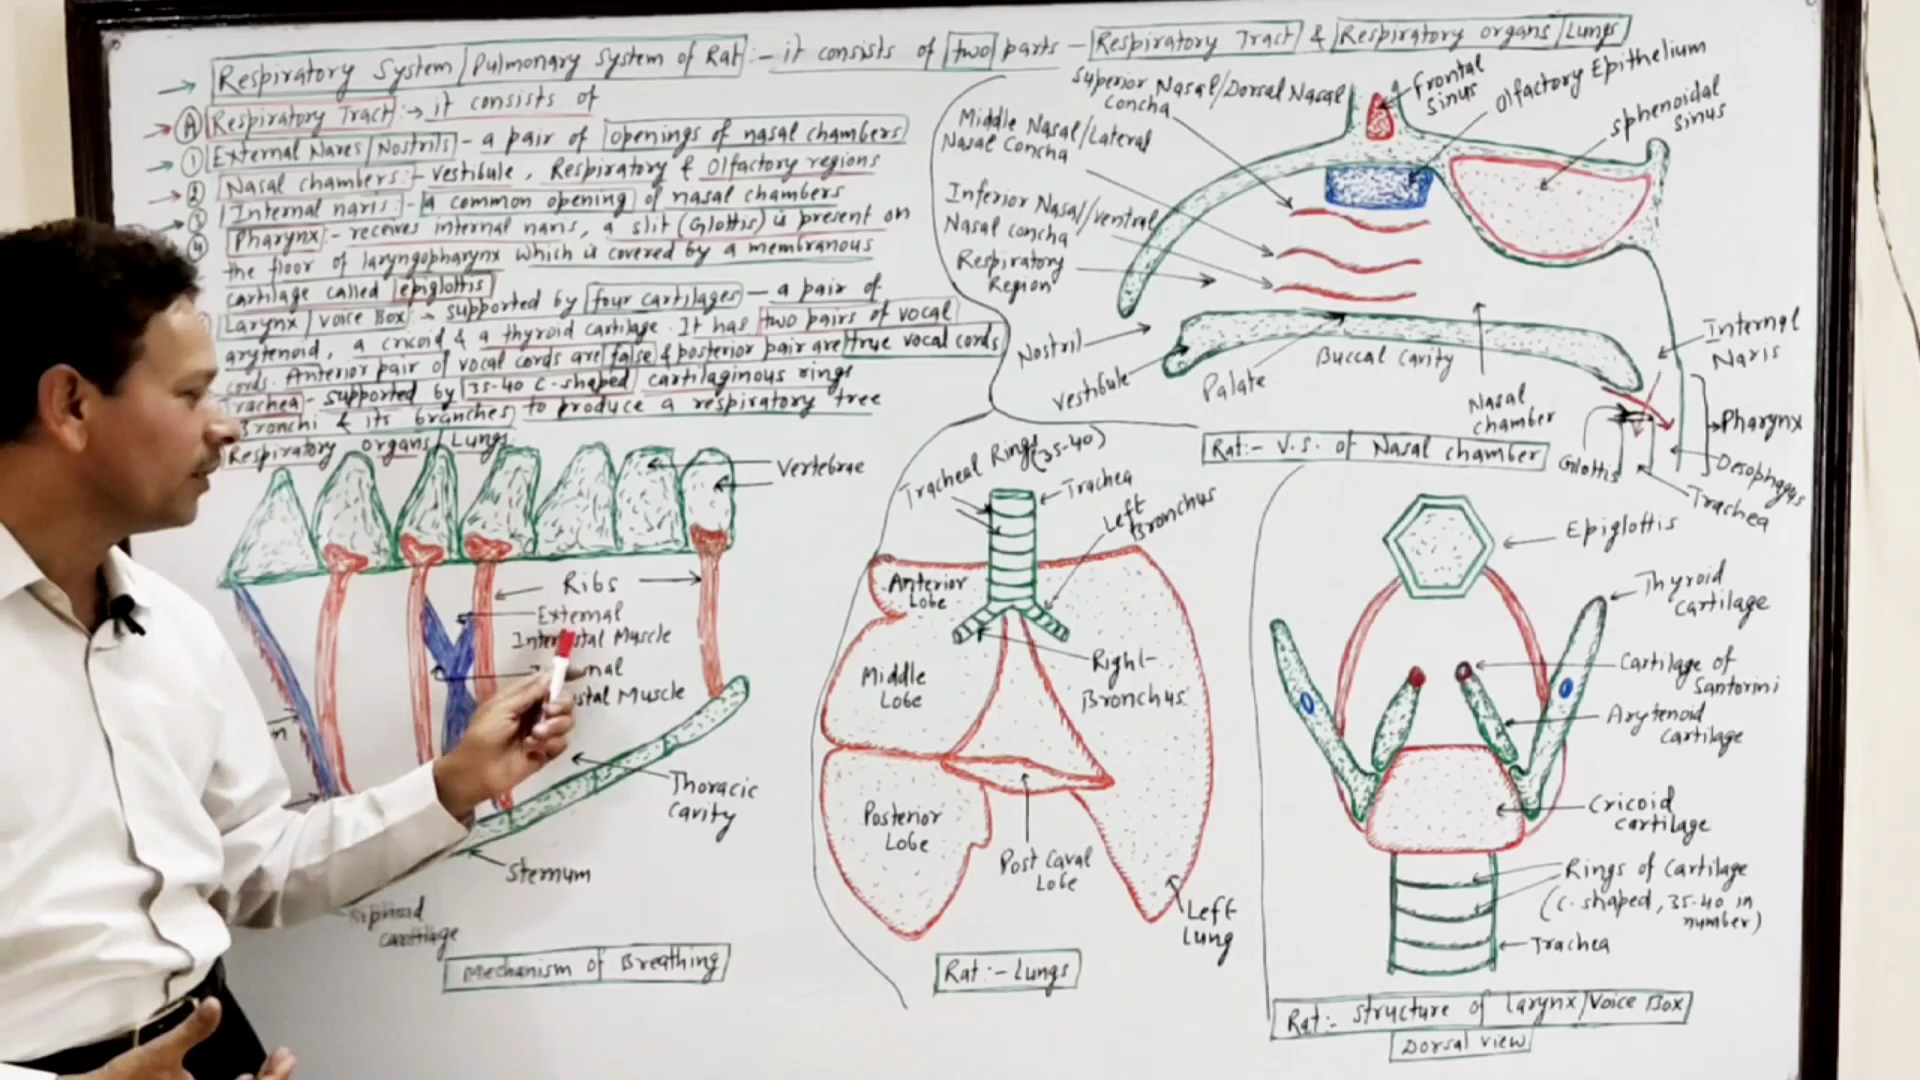 Respiratory System/Pulmonary System of Rat:- it consists of two parts - Respiratory Tract & Respiratory organs/Lungs
A Respiratory Tract:→ it consists of
1 External Nares/Nostrils - a pair of openings of nasal chambers
2 Nasal chambers:- vestibule, Respiratory & Olfactory regions
3 Internal naris:- a common opening of nasal chambers
4 Pharynx - receives internal naris, a slit (Glottis) is present on
the floor of laryngopharynx which is covered by a membranous
cartilage called epiglottis
Larynx/Voice Box :→ supported by four cartilages - a pair of
arytenoid, a cricoid & a thyroid cartilage. It has two pairs of vocal
cords. Anterior pair of vocal cords are false & posterior pair are true vocal cords
Trachea - supported by 35-40 C-shaped cartilaginous rings
Bronchi & its branches to produce a respiratory tree
Respiratory organs/Lungs
Vertebrae
Ribs
External
Muscle
Muscle
Thoracic
cavity
Sternum
cartilage
Mechanism of Breathing
Tracheal Rings (35-40)
Trachea
Left
Bronchus
Anterior
Lobe
Middle
Lobe
Right-
Bronchus
Posterior
Lobe
Post Caval
Lobe
Left
Lung
Rat:- Lungs
Superior Nasal/Dorsal Nasal
Concha
Frontal
Sinus
Olfactory Epithelium
Sphenoidal
Sinus
Middle Nasal/Lateral
Nasal Concha
Inferior Nasal/Ventral
Nasal concha
Respiratory
Region
Nostril
Vestibule
Palate
Buccal Cavity
Nasal
chamber
Internal
Naris
Pharynx
Glottis
Oesophagus
Trachea
Rat:- V.S. of Nasal chamber
Epiglottis
Thyroid
Cartilage
Cartilage of
Santorini
Arytenoid
cartilage
Cricoid
cartilage
Rings of Cartilage
(C-shaped, 35-40 in
number)
Trachea
Rat:- Structure of Larynx/Voice Box
Dorsal view